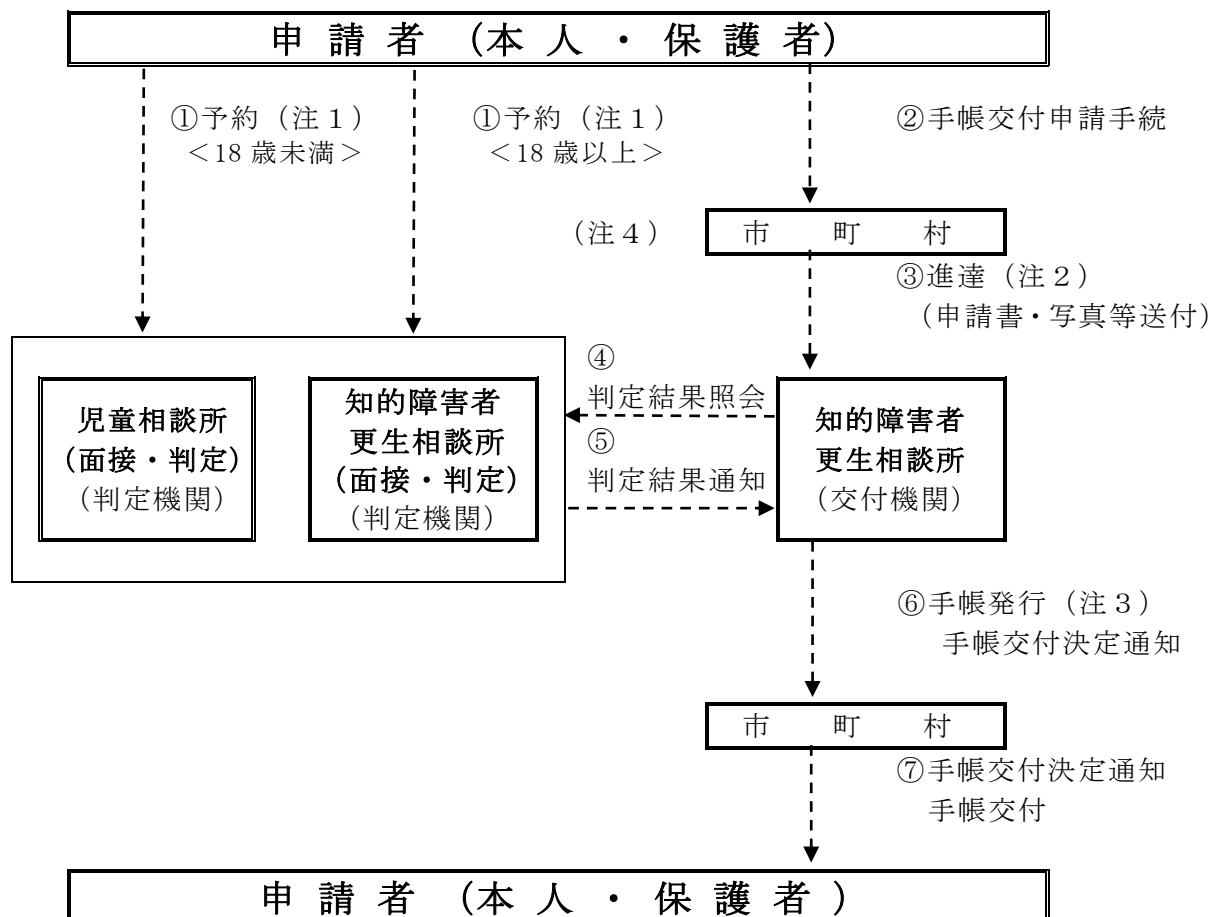 申請者（本人・保護者）
①予約（注１）
＜18歳未満＞
①予約（注１）
＜18歳以上＞
②手帳交付申請手続
（注４）
市町村
③進達（注２）
（申請書・写真等送付）
児童相談所
（面接・判定）
（判定機関）
知的障害者
更生相談所
（面接・判定）
（判定機関）
④
判定結果照会
⑤
判定結果通知
知的障害者
更生相談所
（交付機関）
⑥手帳発行（注３）
手帳交付決定通知
市町村
⑦手帳交付決定通知
手帳交付
申請者（本人・保護者）